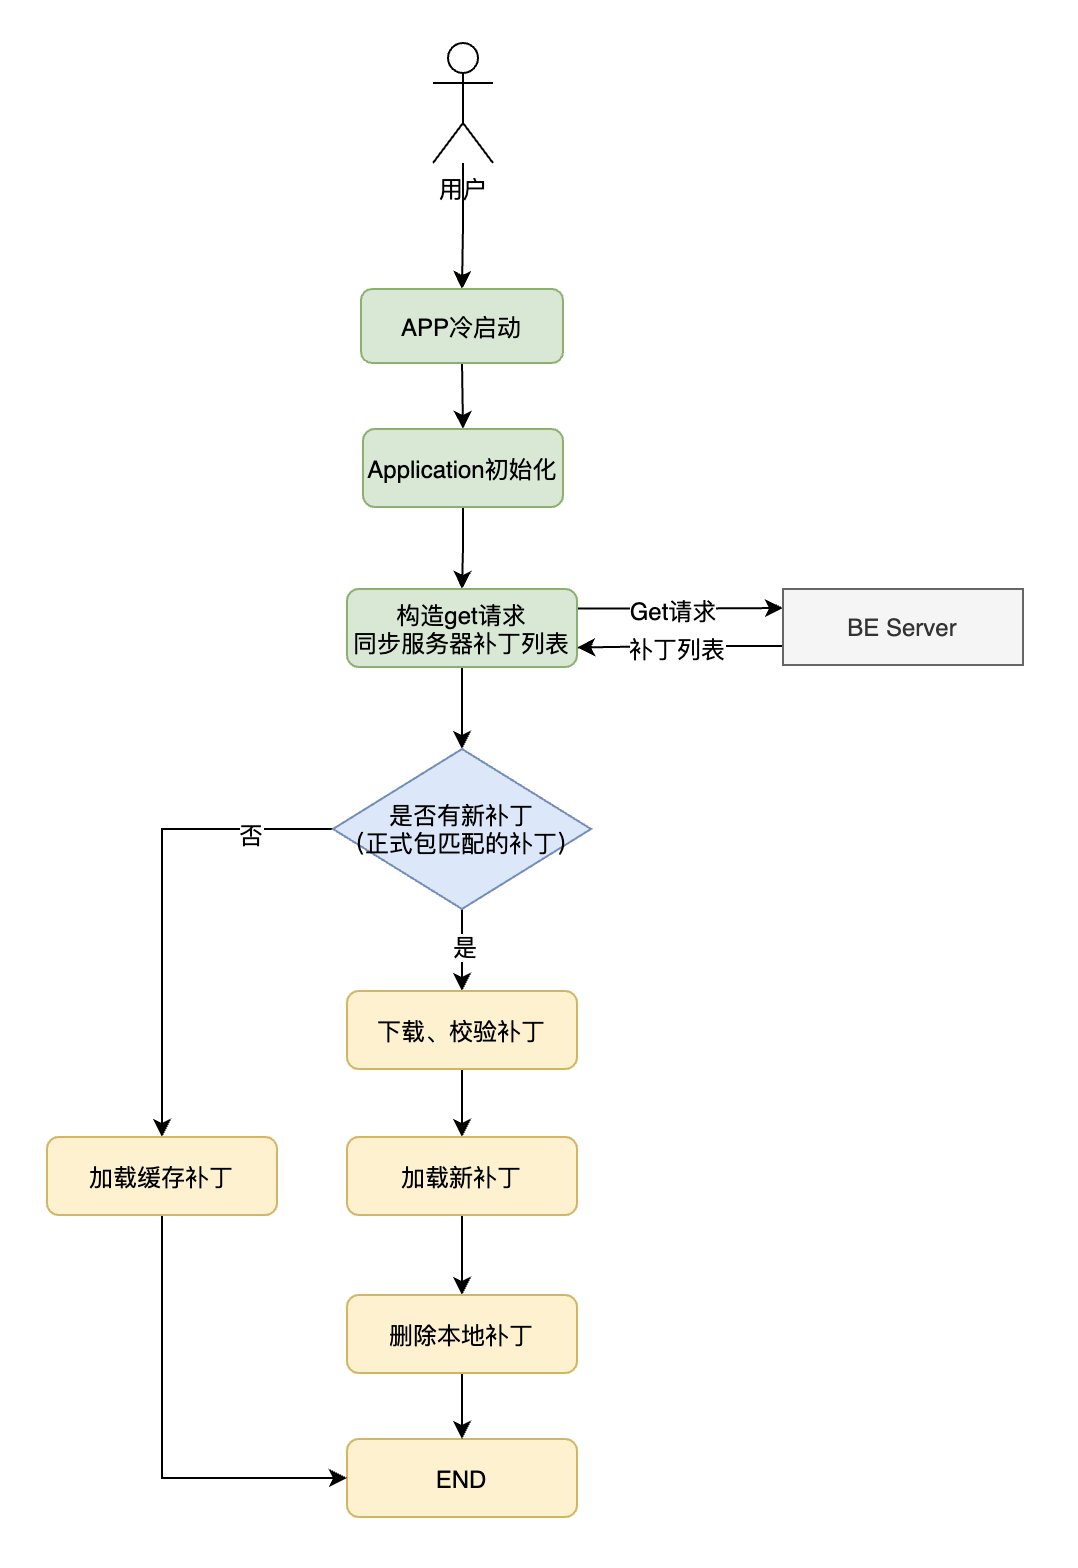 用户
APP冷启动
Application初始化
构造get请求
同步服务器补丁列表
Get请求
补丁列表
BE Server
是否有新补丁
(正式包匹配的补丁)
否
是
下载、校验补丁
加载缓存补丁
加载新补丁
删除本地补丁
END